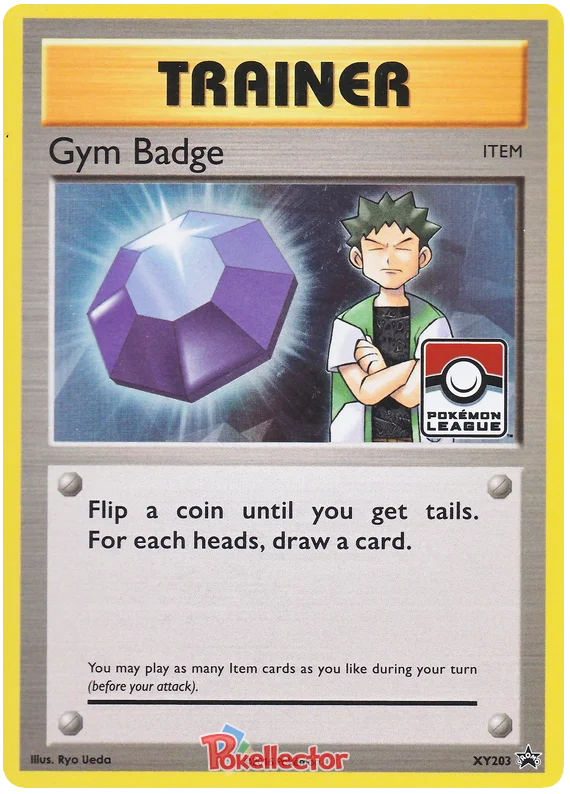 TRAINER
Gym Badge
ITEM
POKÉMON
LEAGUE
Flip a coin until you get tails.
For each heads, draw a card.
You may play as many Item cards as you like during your turn
(before your attack).
Illus. Ryo Ueda
Pokellector
XY203
PROMO